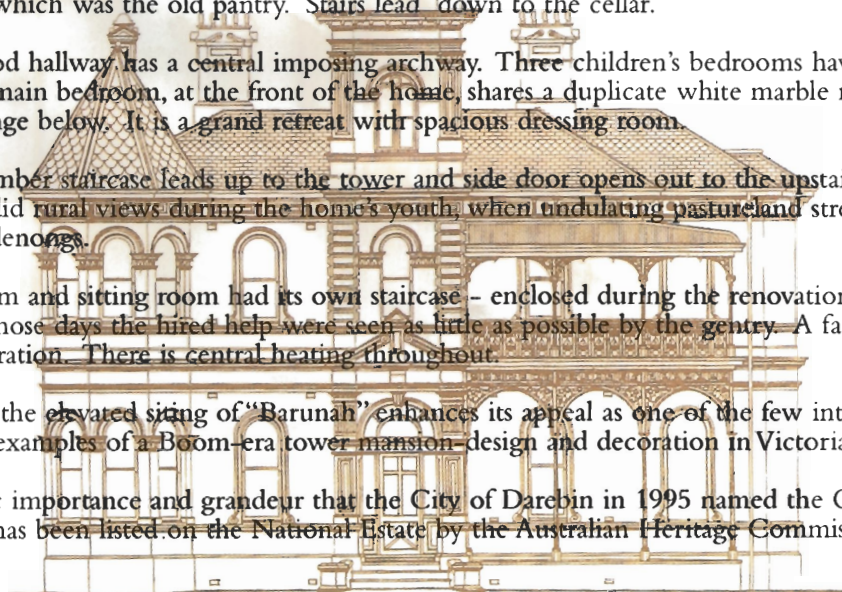 which was the old pantry. Stairs lead down to the cellar.
od hallway has a central imposing archway. Three children's bedrooms hav
main bedroom, at the front of the home, shares a duplicate white marble
nge below. It is a grand retreat with spacious dressing room.
mber staircase leads up to the tower and side door opens out to the upsta
lid rural views during the home's youth, when undulating pastureland stre
lenongs.
m and sitting room had its own staircase - enclosed during the renovation
hose days the hired help were seen as little as possible by the gentry. A fa
ration. There is central heating throughout.
the elevated siting of "Barunah" enhances its appeal as one of the few int
examples of a Boom-era tower mansion-design and decoration in Victoria
importance and grandeur that the City of Darebin in 1995 named the
has been listed on the National Estate by the Australian Heritage Commis